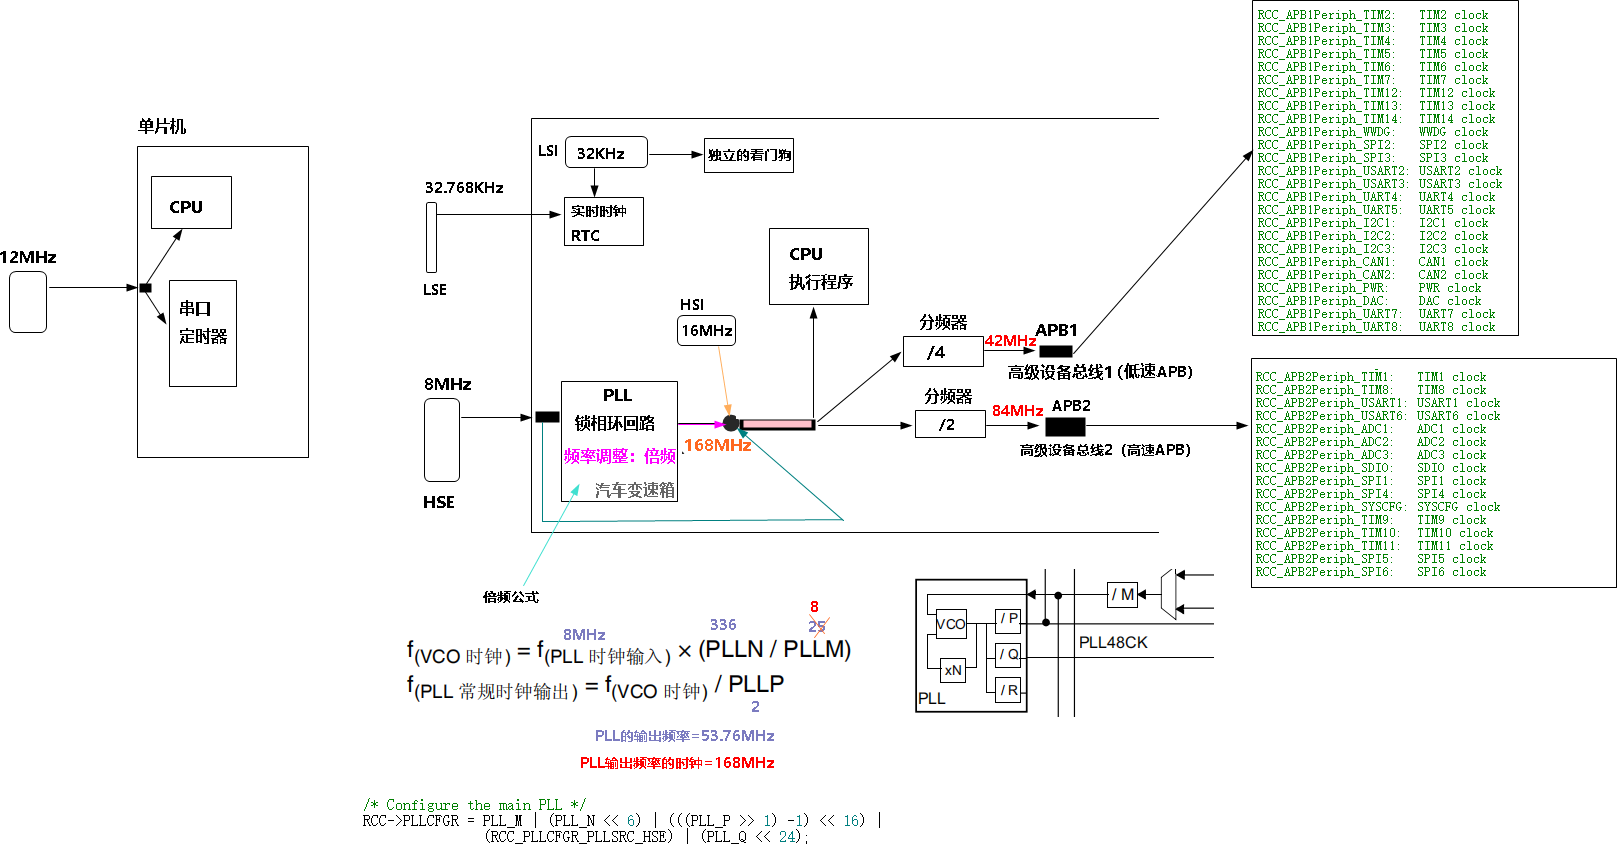 单片机
CPU
12MHz
串口
定时器
LSI
32KHz
独立的看门狗
32.768KHz
实时时钟
RTC
LSE
CPU
执行程序
HSI
16MHz
8MHz
HSE
PLL
锁相环回路
频率调整：倍频
汽车变速箱
168MHz
分频器
/4
42MHz
APB1
高级设备总线1 (低速APB)
分频器
/2
84MHz
APB2
高级设备总线2 (高速APB)
RCC_APB1Periph_TIM2: TIM2 clock
RCC_APB1Periph_TIM3: TIM3 clock
RCC_APB1Periph_TIM4: TIM4 clock
RCC_APB1Periph_TIM5: TIM5 clock
RCC_APB1Periph_TIM6: TIM6 clock
RCC_APB1Periph_TIM7: TIM7 clock
RCC_APB1Periph_TIM12: TIM12 clock
RCC_APB1Periph_TIM13: TIM13 clock
RCC_APB1Periph_TIM14: TIM14 clock
RCC_APB1Periph_WWDG: WWDG clock
RCC_APB1Periph_SPI2: SPI2 clock
RCC_APB1Periph_SPI3: SPI3 clock
RCC_APB1Periph_USART2: USART2 clock
RCC_APB1Periph_USART3: USART3 clock
RCC_APB1Periph_UART4: UART4 clock
RCC_APB1Periph_UART5: UART5 clock
RCC_APB1Periph_I2C1: I2C1 clock
RCC_APB1Periph_I2C2: I2C2 clock
RCC_APB1Periph_I2C3: I2C3 clock
RCC_APB1Periph_CAN1: CAN1 clock
RCC_APB1Periph_CAN2: CAN2 clock
RCC_APB1Periph_PWR: PWR clock
RCC_APB1Periph_DAC: DAC clock
RCC_APB1Periph_UART7: UART7 clock
RCC_APB1Periph_UART8: UART8 clock
RCC_APB2Periph_TIM1: TIM1 clock
RCC_APB2Periph_TIM8: TIM8 clock
RCC_APB2Periph_USART1: USART1 clock
RCC_APB2Periph_USART6: USART6 clock
RCC_APB2Periph_ADC1: ADC1 clock
RCC_APB2Periph_ADC2: ADC2 clock
RCC_APB2Periph_ADC3: ADC3 clock
RCC_APB2Periph_SDIO: SDIO clock
RCC_APB2Periph_SPI1: SPI1 clock
RCC_APB2Periph_SPI4: SPI4 clock
RCC_APB2Periph_SYSCFG: SYSCFG clock
RCC_APB2Periph_TIM9: TIM9 clock
RCC_APB2Periph_TIM10: TIM10 clock
RCC_APB2Periph_TIM11: TIM11 clock
RCC_APB2Periph_SPI5: SPI5 clock
RCC_APB2Periph_SPI6: SPI6 clock
倍频公式
8
8MHz 336 25
f(VCO 时钟) = f(PLL 时钟输入) × (PLLN / PLLM)
f(PLL 常规时钟输出) = f(VCO 时钟) / PLLP
2
PLL的输出频率=53.76MHz
PLL输出频率的时钟=168MHz
/ M
VCO
/ P
PLL48CK
/ Q
xN
/ R
PLL
/* Configure the main PLL */
RCC->PLLCFGR = PLL_M | (PLL_N << 6) | (((PLL_P >> 1) -1) << 16) |
(RCC_PLLCFGR_PLLSRC_HSE) | (PLL_Q << 24);